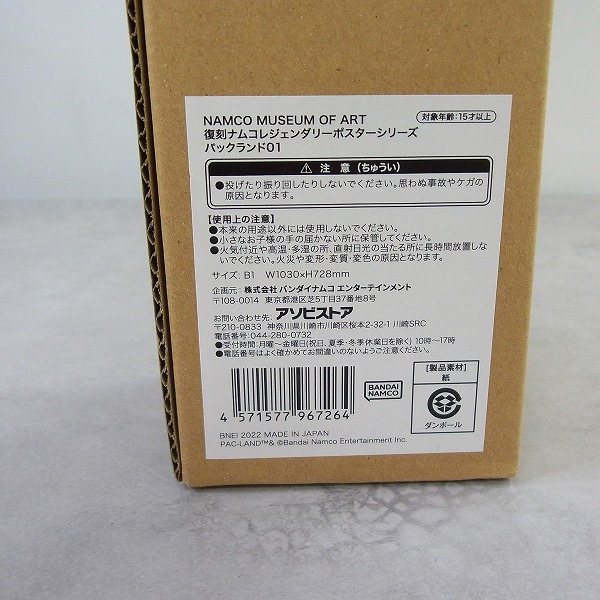 NAMCO MUSEUM OF ART
対象年齢:15才以上
復刻ナムコレジェンダリーポスターシリーズ
パックランド01
注意(ちゅうい)
●投げたり振り回したりしないでください。思わぬ事故やケガの
原因となります。
【使用上の注意】
●本来の用途以外には使用しないでください。
●小さなお子様の手の届かない所に保管してください。
●火気付近や高温・多湿の所、直射日光の当たる所に長時間放置しな
いでください。火災や変形・変質・変色の原因となります。
サイズ: B1 W1030×H728mm
企画元: 株式会社 バンダイナムコ エンターテインメント
〒108-0014 東京都港区芝5丁目37番地8号
お問い合わせ先: アソビストア
〒210-0833 神奈川県川崎市川崎区桜本2-32-1 川崎SRC
電話番号: 044-280-0732
●受付時間:月曜~金曜日(祝日、夏季・冬季休業日を除く) 10時~17時
●電話番号はよく確かめてお間違いのないようご注意ください。
4 571577 967264
BANDAI
NAMCO
[製品素材]
紙
ダンボール
BNEI 2022 MADE IN JAPAN
PAC-LAND™& ©Bandai Namco Entertainment Inc.